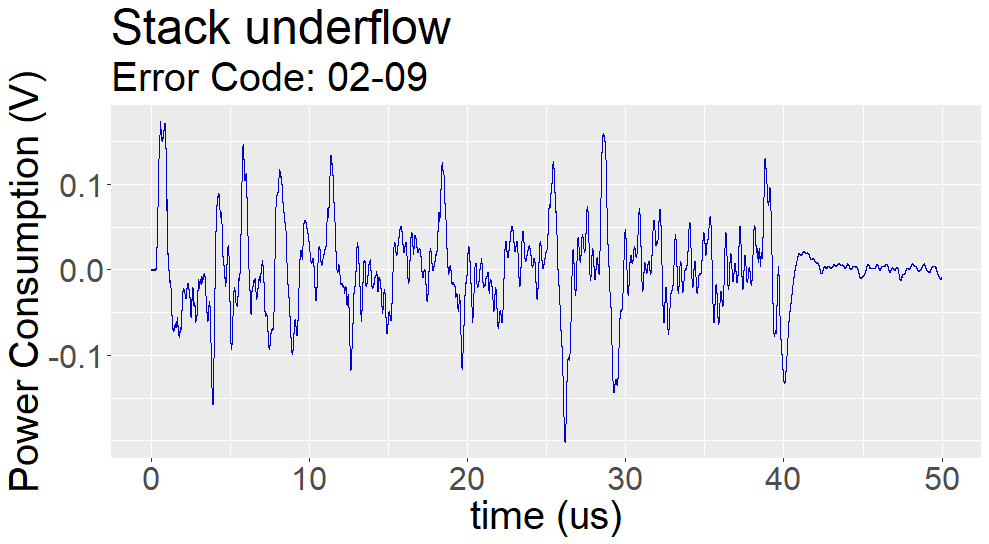 Stack underflow
Error Code: 02-09
Power Consumption (V)
0.1
0.0
-0.1
0 10 20 30 40 50
time (us)